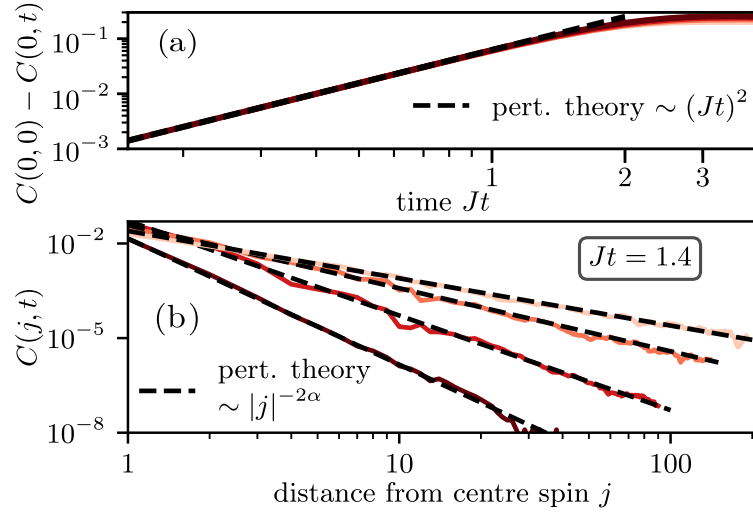 C(0, 0) − C(0, t)
10⁻¹
10⁻²
10⁻³
(a)
pert. theory ∼ (Jt)²
1
2
3
time Jt
C(j, t)
10⁻²
10⁻⁵
10⁻⁸
Jt = 1.4
(b)
pert. theory
∼ |j|⁻²ᵅ
1
10
100
distance from centre spin j